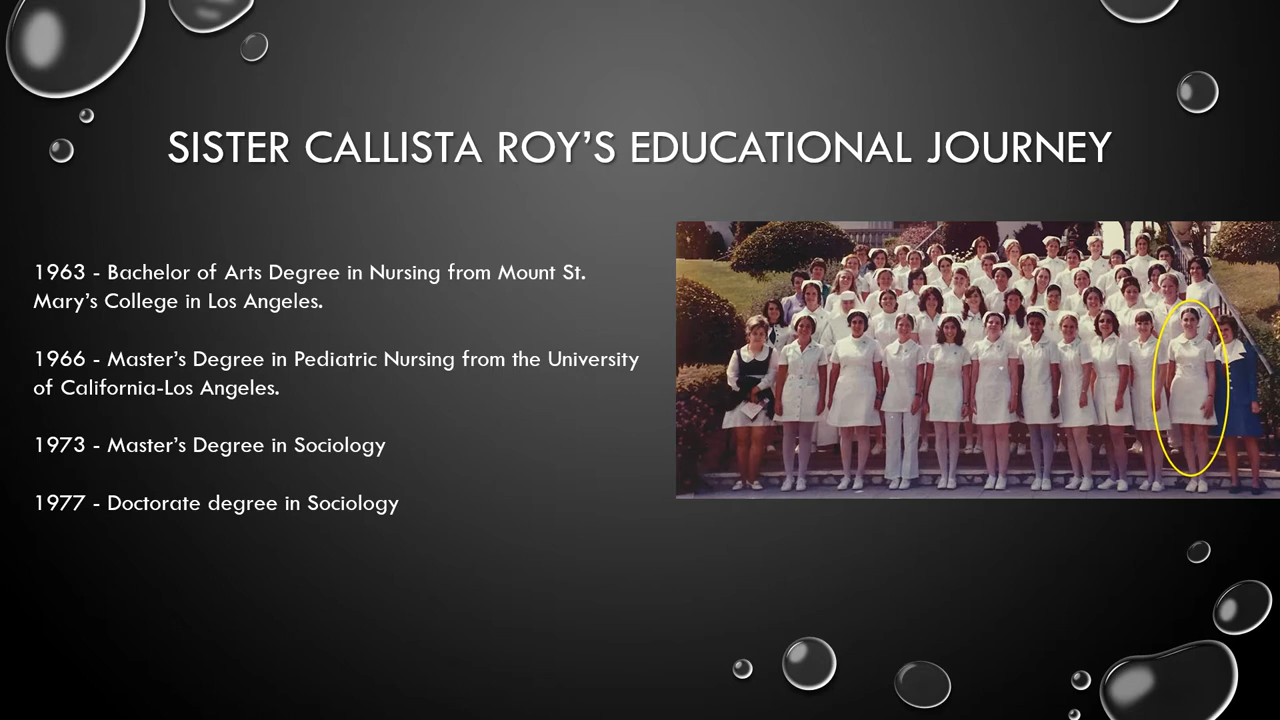 SISTER CALLISTA ROY’S EDUCATIONAL JOURNEY
1963 - Bachelor of Arts Degree in Nursing from Mount St.
Mary’s College in Los Angeles.
1966 - Master’s Degree in Pediatric Nursing from the University
of California-Los Angeles.
1973 - Master’s Degree in Sociology
1977 - Doctorate degree in Sociology